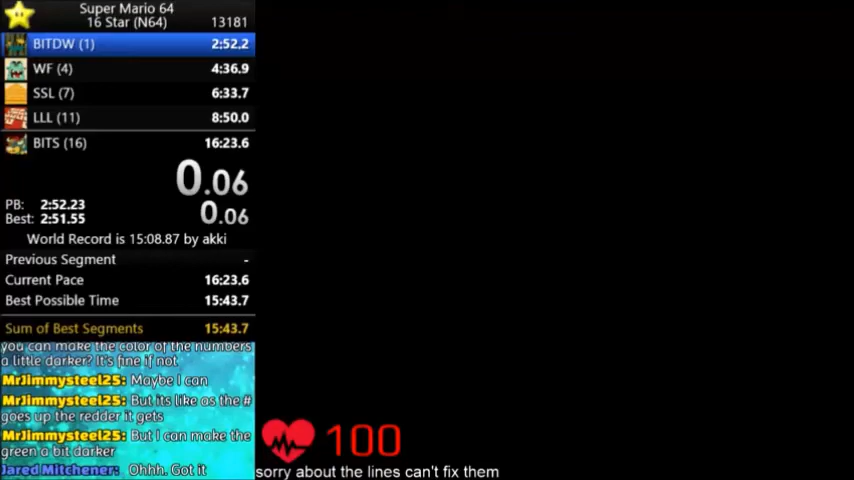 Super Mario 64
16 Star (N64) 13181
BITDW (1) 2:52.2
WF (4) 4:36.9
SSL (7) 6:33.7
LLL (11) 8:50.0
BITS (16) 16:23.6
0.06
PB: 2:52.23
Best: 2:51.55 0.06
World Record is 15:08.87 by akki
Previous Segment -
Current Pace 16:23.6
Best Possible Time 15:43.7
Sum of Best Segments 15:43.7
you can make the color of the numbers
a little darker? It's fine if not
MrJimmysteel25: Maybe I can
MrJimmysteel25: But its like as the #
goes up the redder it gets
MrJimmysteel25: But I can make the
green a bit darker
Jared Mitchener: Ohhh. Got it
100
sorry about the lines can't fix them